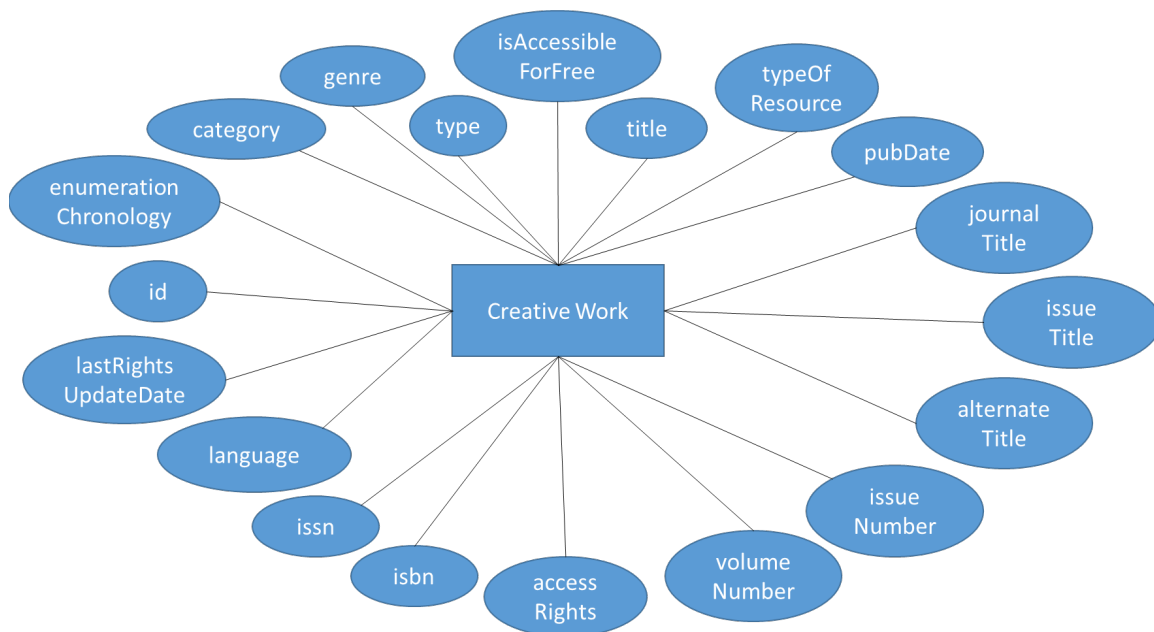 isAccessible
ForFree
genre
typeOf
Resource
category
type
title
pubDate
enumeration
Chronology
journal
Title
id
Creative Work
issue
Title
lastRights
UpdateDate
alternate
Title
language
issn
issue
Number
isbn
access
Rights
volume
Number